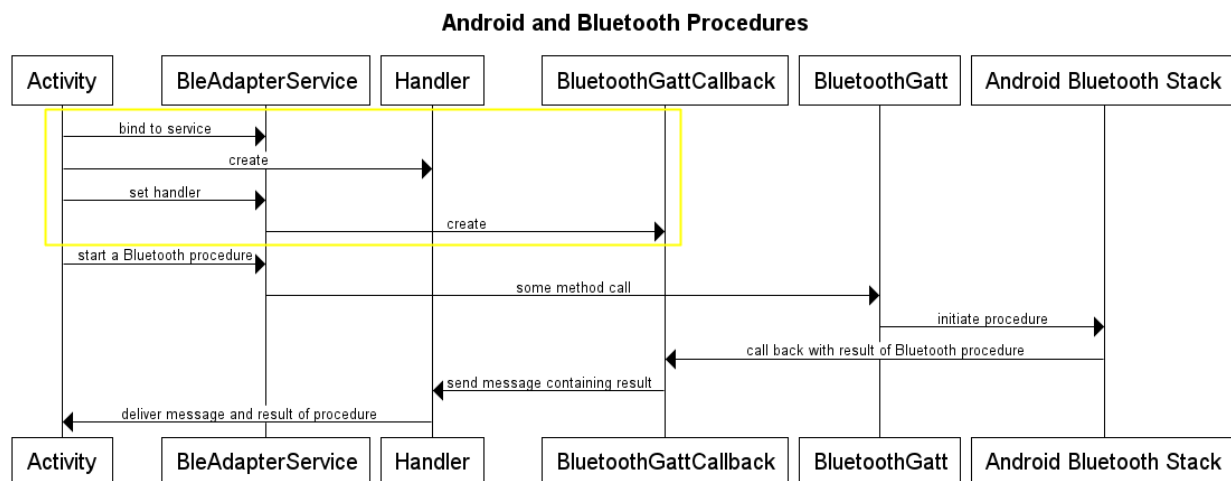 Android and Bluetooth Procedures
Activity BleAdapterService Handler BluetoothGattCallback BluetoothGatt Android Bluetooth Stack
bind to service
create
set handler
create
start a Bluetooth procedure
some method call
initiate procedure
call back with result of Bluetooth procedure
send message containing result
deliver message and result of procedure
Activity BleAdapterService Handler BluetoothGattCallback BluetoothGatt Android Bluetooth Stack